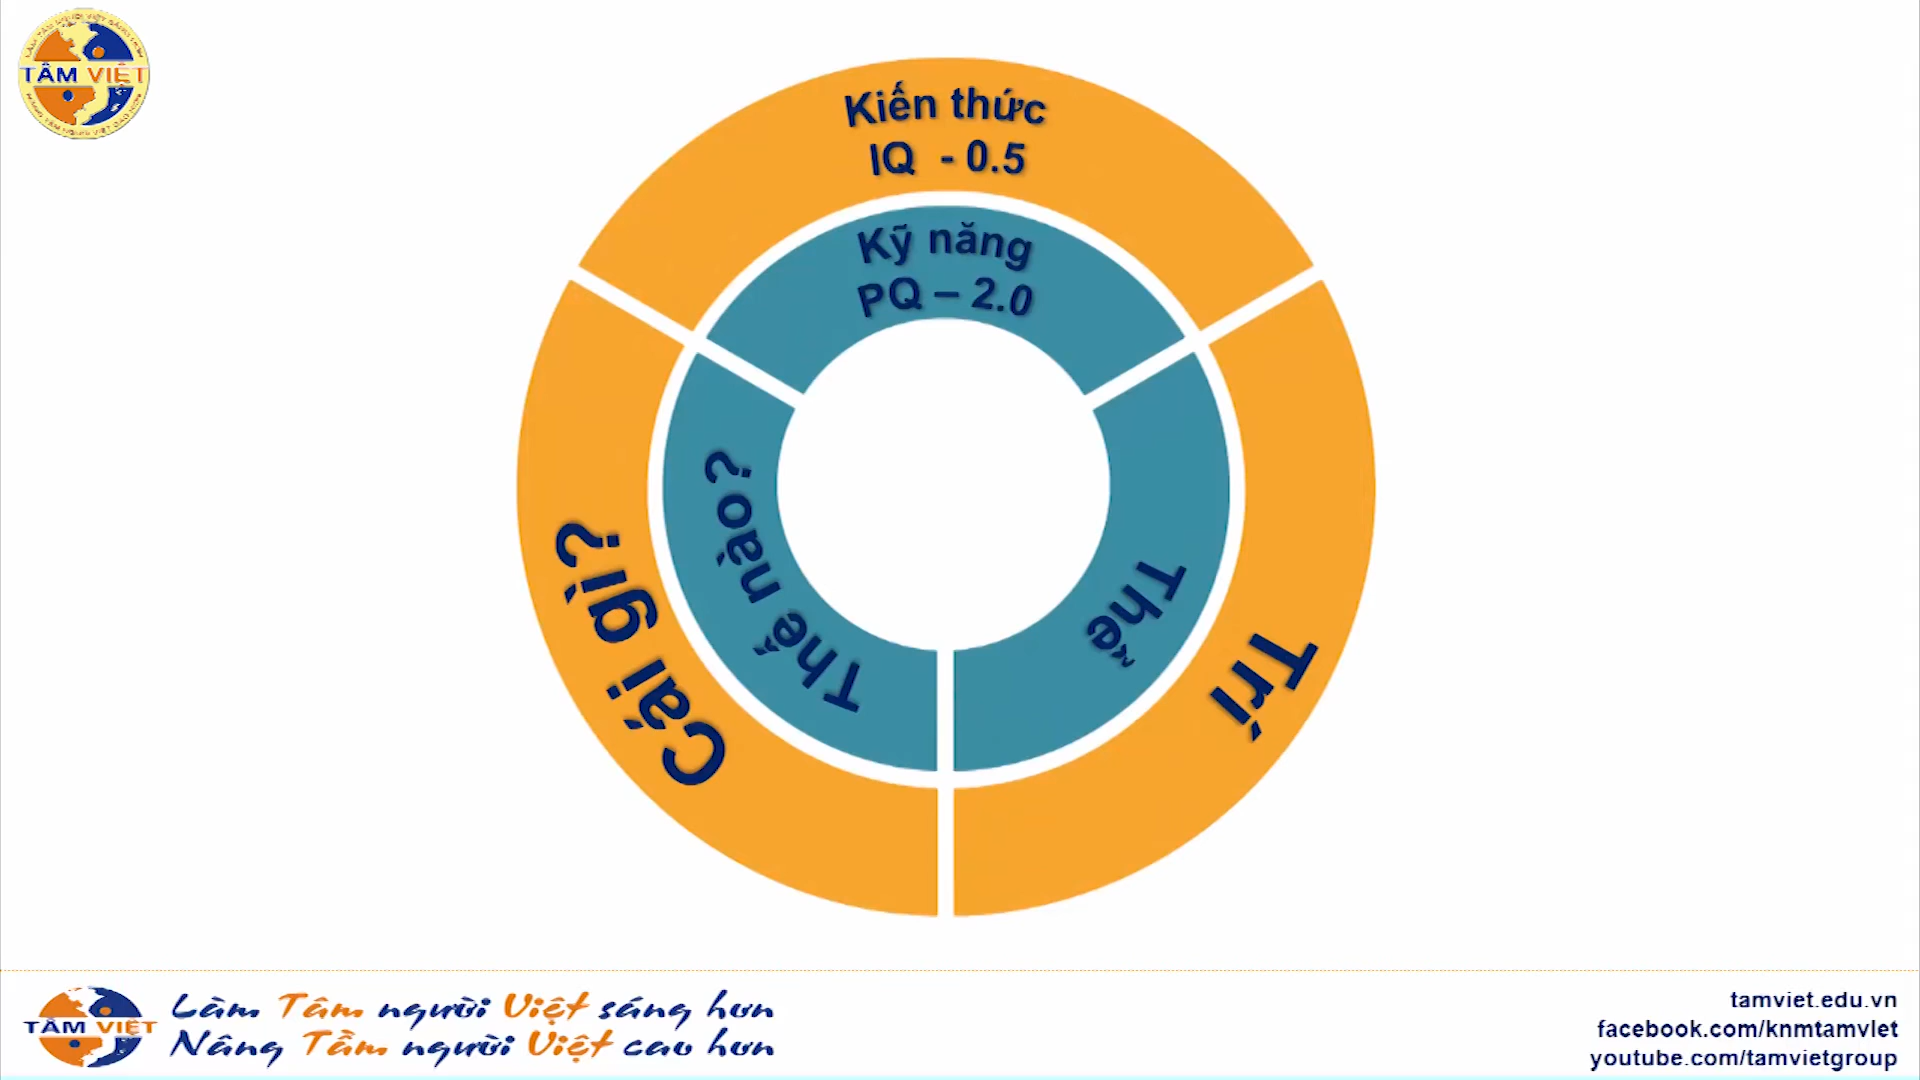 TÂM VIỆT
Kiến thức
IQ - 0.5
Kỹ năng
PQ – 2.0
Thế nào?
Cái gì?
Thể
Trí
TÂM VIỆT
Làm Tâm người Việt sáng hơn
Nâng Tầm người Việt cao hơn
tamviet.edu.vn
facebook.com/knmtamvIet
youtube.com/tamvietgroup